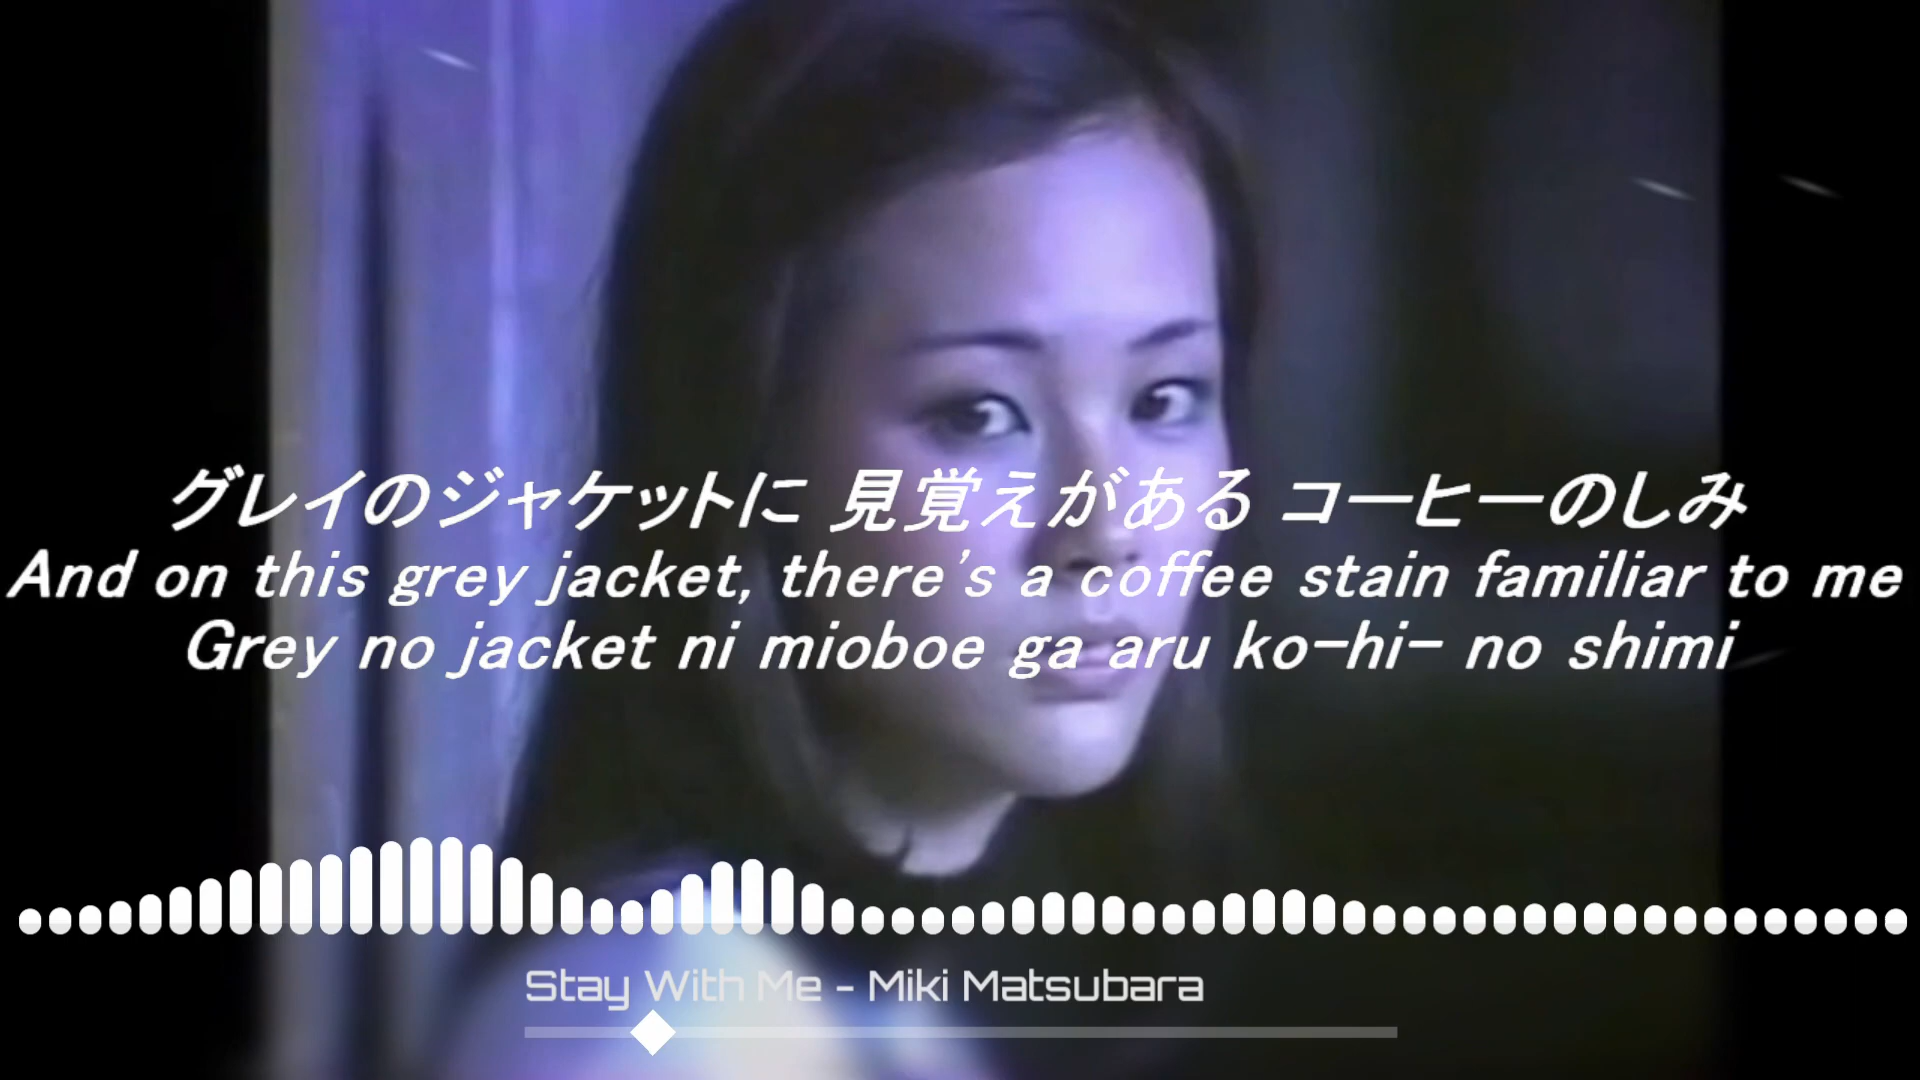 グレイのジャケットに 見覚えがある コーヒーのしみ
And on this grey jacket, there's a coffee stain familiar to me
Grey no jacket ni mioboe ga aru ko-hi- no shimi
Stay With Me - Miki Matsubara